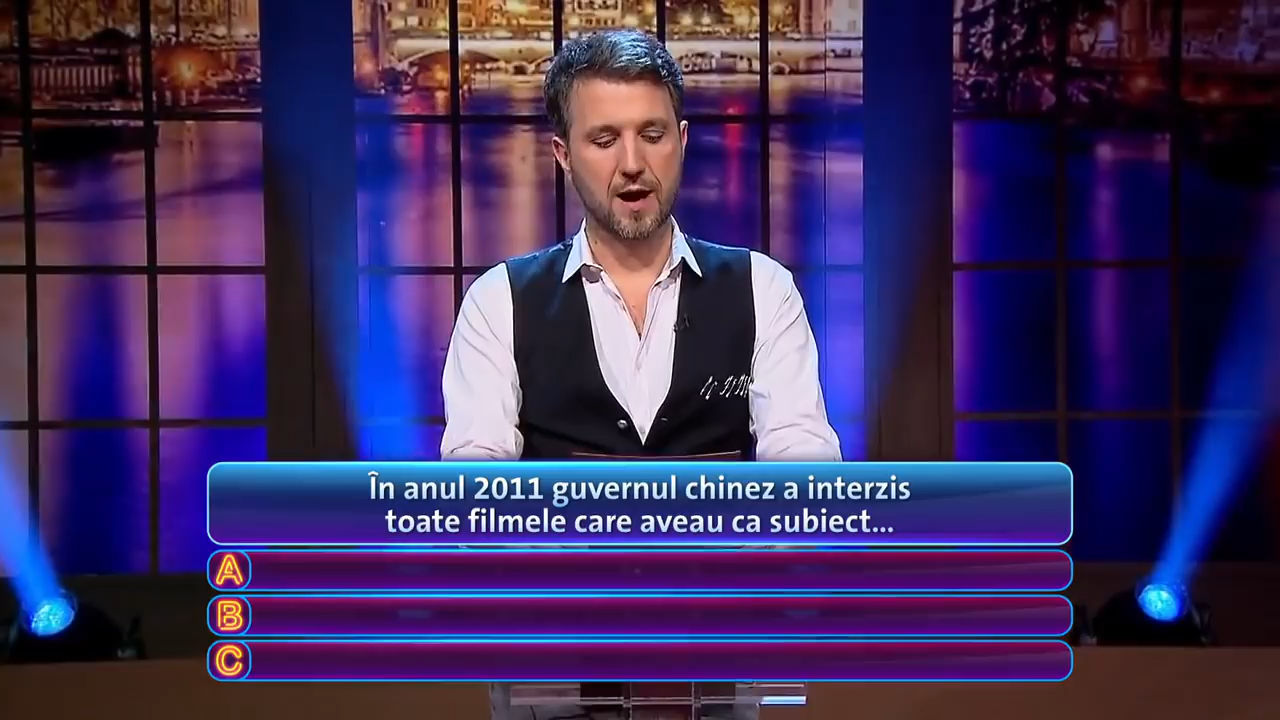 În anul 2011 guvernul chinez a interzis
toate filmele care aveau ca subiect...
A
B
C